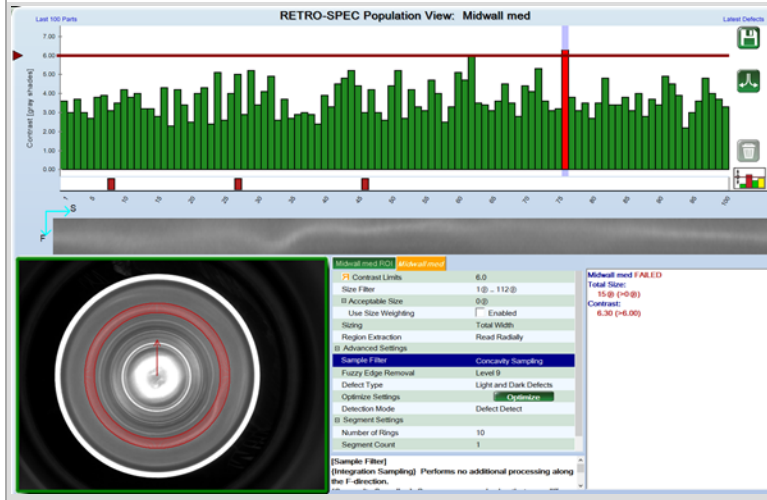 RETRO-SPEC Population View: Midwall med
Last 100 Parts
Latest Defects
Contrast [gray shades]
7.00
6.00
5.00
4.00
3.00
2.00
1.00
0.00
1 5 10 15 20 25 30 35 40 45 50 55 60 65 70 75 80 85 90 95 100
S
F
Midwall med ROI Midwall med
Contrast Limits 6.0
Size Filter 1 .. 112
Acceptable Size 0
Use Size Weighting Enabled
Sizing Total Width
Region Extraction Read Radially
Advanced Settings
Sample Filter Concavity Sampling
Fuzzy Edge Removal Level 9
Defect Type Light and Dark Defects
Optimize Settings Optimize
Detection Mode Defect Detect
Segment Settings
Number of Rings 10
Segment Count 1
[Sample Filter]
{Integration Sampling} Performs no additional processing along
the F-direction.
Midwall med FAILED
Total Size:
15 (>0)
Contrast:
6.30 (>6.00)